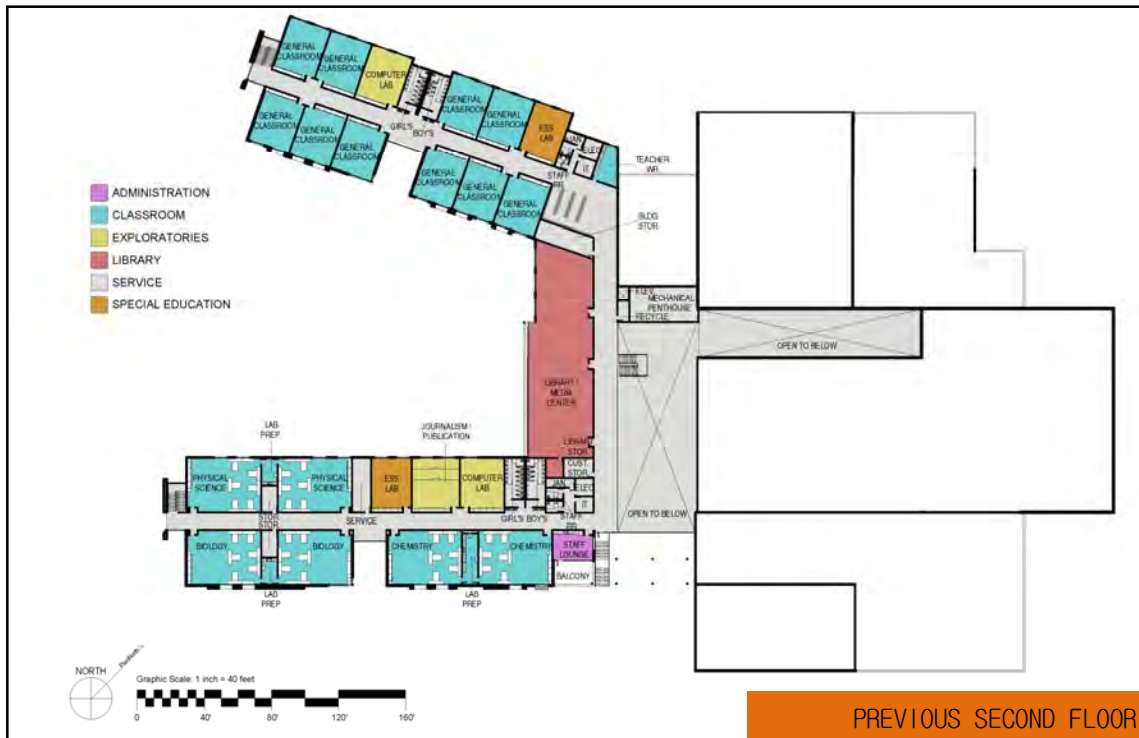 GENERAL
CLASSROOM
GENERAL
CLASSROOM
COMPUTER
LAB
GENERAL
CLASSROOM
GENERAL
CLASSROOM
ESS
LAB
GENERAL
CLASSROOM
GENERAL
CLASSROOM
GENERAL
CLASSROOM
GIRL'S
BOY'S
JAN.
ELEC.
IT
STAFF
RR.
TEACHER
WR.
GENERAL
CLASSROOM
GENERAL
CLASSROOM
GENERAL
CLASSROOM
BLDG.
STOR.
ADMINISTRATION
CLASSROOM
EXPLORATORIES
LIBRARY
SERVICE
SPECIAL EDUCATION
ELEV.
MECHANICAL
PENTHOUSE
RECYCLE
OPEN TO BELOW
LIBRARY /
MEDIA
CENTER
LAB
PREP
JOURNALISM /
PUBLICATION
LIBRARY
STOR.
CUST.
STOR.
PHYSICAL
SCIENCE
PHYSICAL
SCIENCE
ESS
LAB
COMPUTER
LAB
JAN.
ELEC.
IT
STOR.
STOR.
SERVICE
GIRL'S
BOY'S
STAFF
RR.
OPEN TO BELOW
BIOLOGY
BIOLOGY
CHEMISTRY
CHEMISTRY
STAFF
LOUNGE
BALCONY
LAB
PREP
LAB
PREP
NORTH
Graphic Scale: 1 inch = 40 feet
0 40' 80' 120' 160'
PREVIOUS SECOND FLOOR